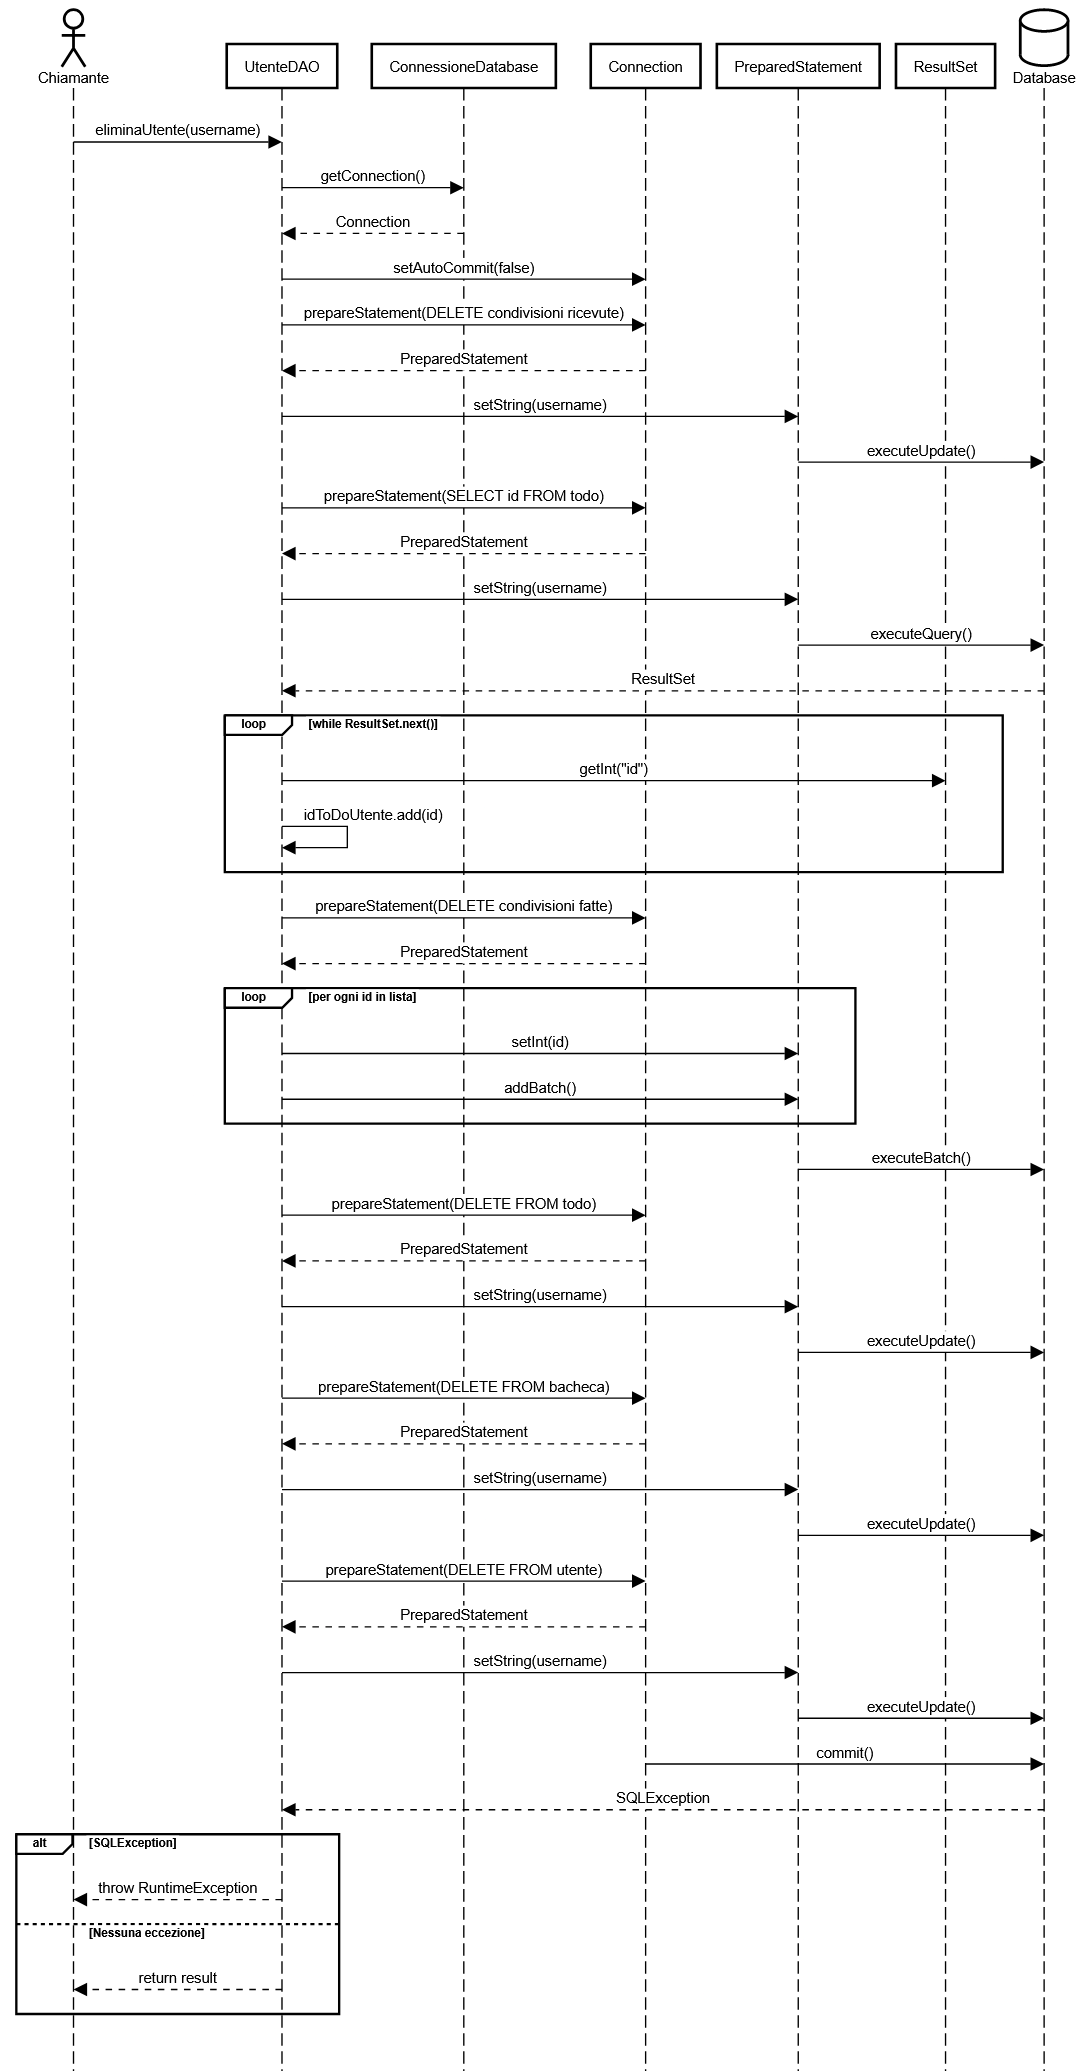 Chiamante
UtenteDAO
ConnessioneDatabase
Connection
PreparedStatement
ResultSet
Database
eliminaUtente(username)
getConnection()
Connection
setAutoCommit(false)
prepareStatement(DELETE condivisioni ricevute)
PreparedStatement
setString(username)
executeUpdate()
prepareStatement(SELECT id FROM todo)
PreparedStatement
setString(username)
executeQuery()
ResultSet
loop [while ResultSet.next()]
getInt("id")
idToDoUtente.add(id)
prepareStatement(DELETE condivisioni fatte)
PreparedStatement
loop [per ogni id in lista]
setInt(id)
addBatch()
executeBatch()
prepareStatement(DELETE FROM todo)
PreparedStatement
setString(username)
executeUpdate()
prepareStatement(DELETE FROM bacheca)
PreparedStatement
setString(username)
executeUpdate()
prepareStatement(DELETE FROM utente)
PreparedStatement
setString(username)
executeUpdate()
commit()
SQLException
alt [SQLException]
throw RuntimeException
[Nessuna eccezione]
return result